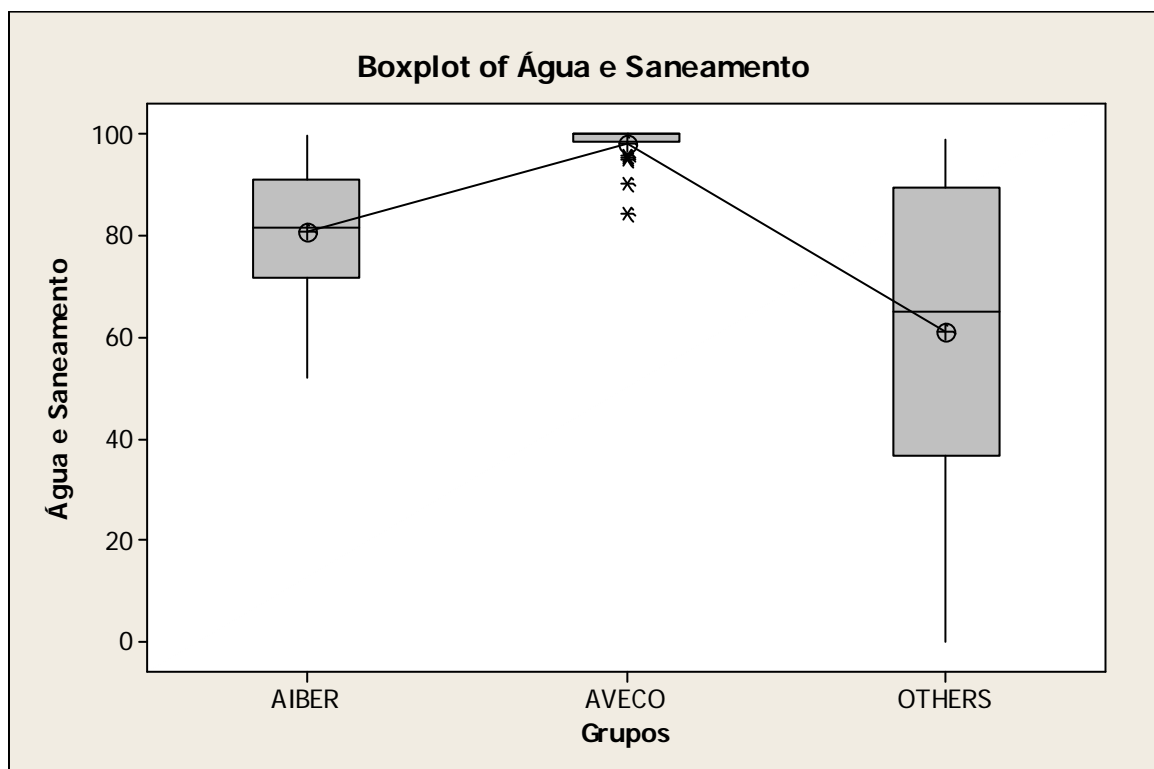 Boxplot of Água e Saneamento
100
80
60
40
20
0
Água e Saneamento
AIBER
AVECO
OTHERS
Grupos